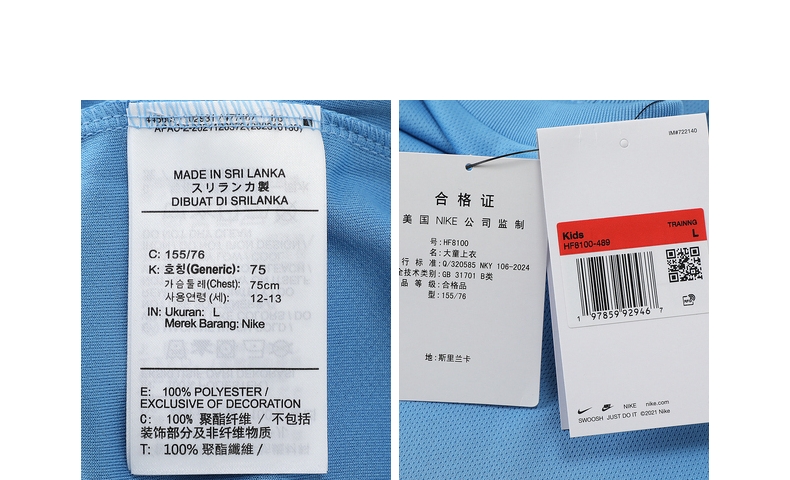 MADE IN SRI LANKA
スリランカ製
DIBUAT DI SRILANKA
C: 155/76
K: 호칭(Generic): 75
가슴둘레(Chest): 75cm
사용연령 (세): 12-13
IN: Ukuran: L
Merek Barang: Nike
E: 100% POLYESTER /
EXCLUSIVE OF DECORATION
C: 100% 聚酯纤维 / 不包括
装饰部分及非纤维物质
T: 100% 聚酯纖維 /
合格证
美国 NIKE 公司监制
号: HF8100
名: 大童上衣
行 标 准: Q/320585 NKY 106-2024
全技术类别: GB 31701 B类
品 等 级: 合格品
型: 155/76
地: 斯里兰卡
IM#722140
TRAINNG
Kids L
HF8100-489
1 97859 92946 7
NIKE nike.com
SWOOSH JUST DO IT ©2021 Nike